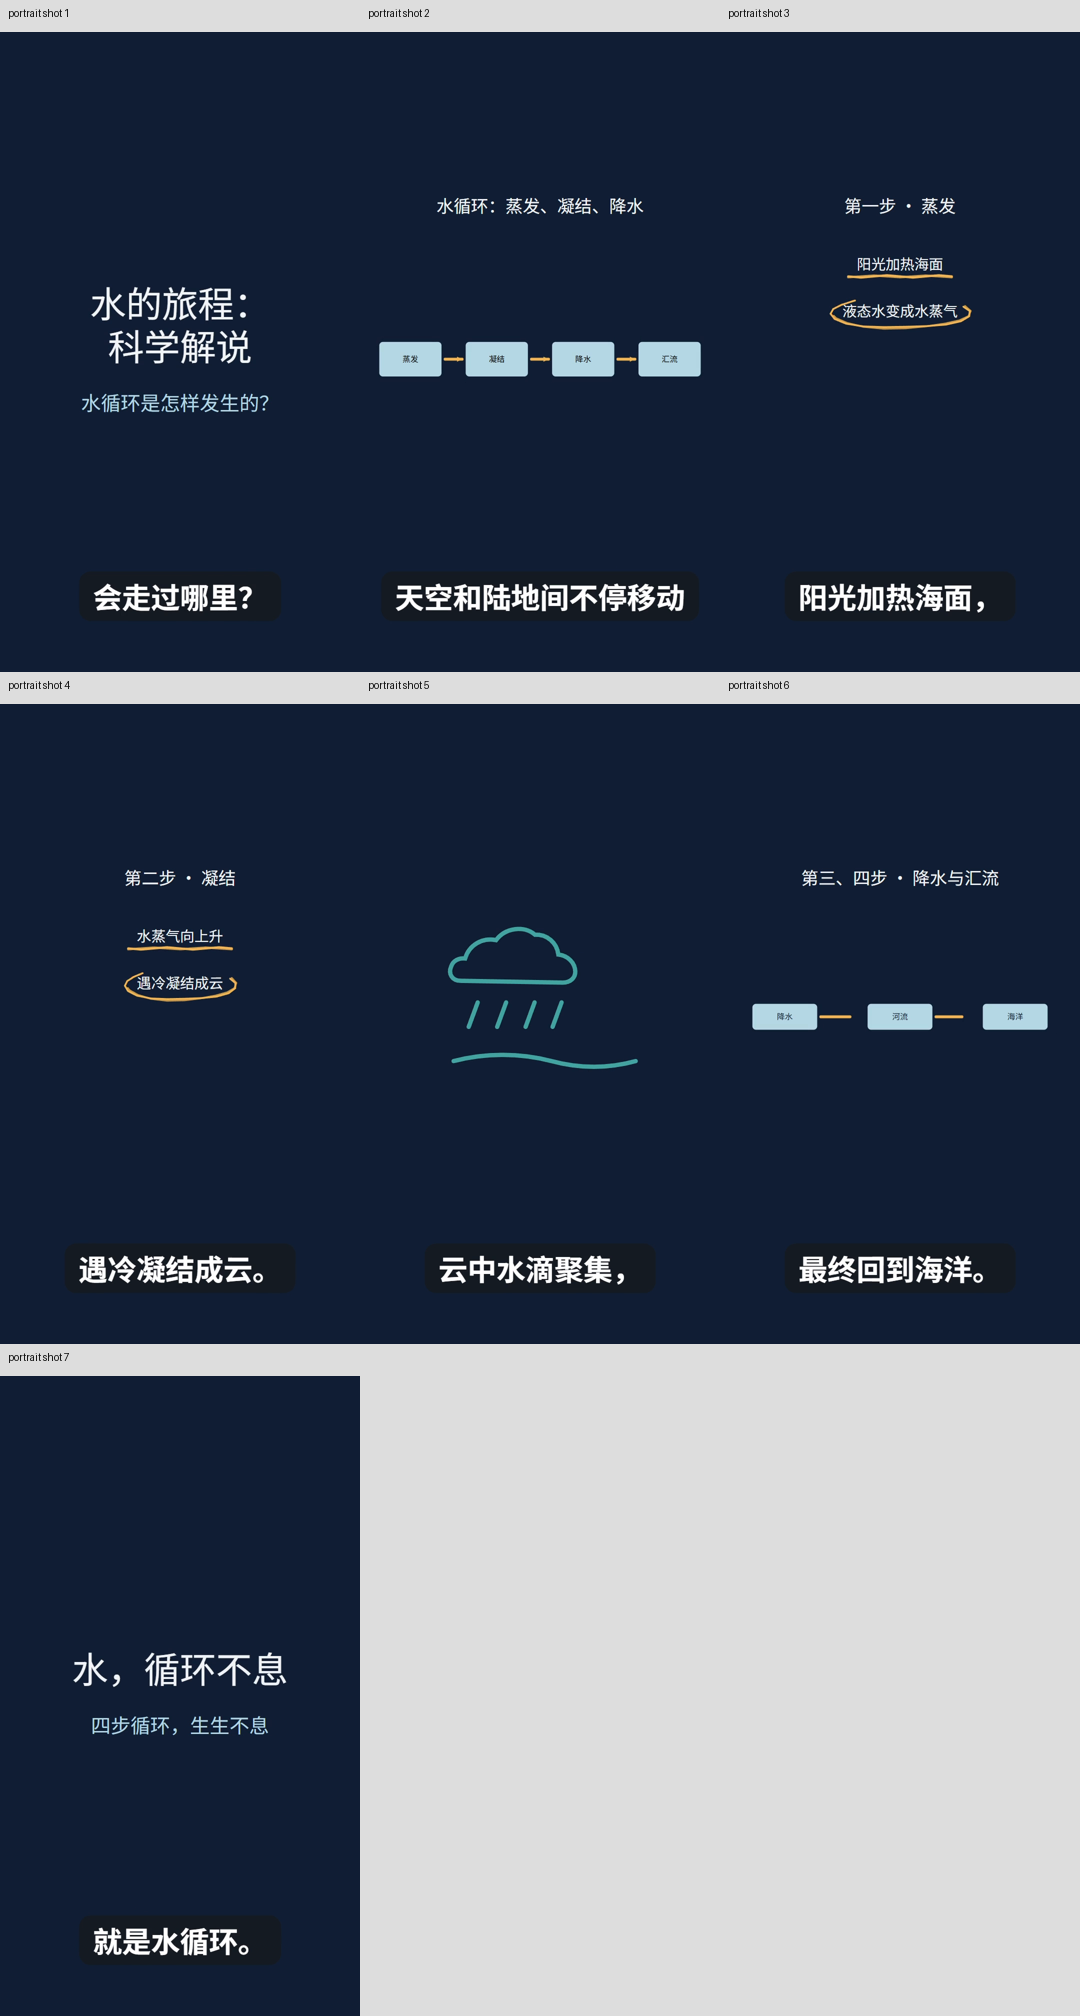 portrait shot 1
水的旅程：
科学解说
水循环是怎样发生的？
会走过哪里？
portrait shot 2
水循环：蒸发、凝结、降水
蒸发
凝结
降水
汇流
天空和陆地间不停移动
portrait shot 3
第一步 · 蒸发
阳光加热海面
液态水变成水蒸气
阳光加热海面，
portrait shot 4
第二步 · 凝结
水蒸气向上升
遇冷凝结成云
遇冷凝结成云。
portrait shot 5
云中水滴聚集，
portrait shot 6
第三、四步 · 降水与汇流
降水
河流
海洋
最终回到海洋。
portrait shot 7
水，循环不息
四步循环，生生不息
就是水循环。